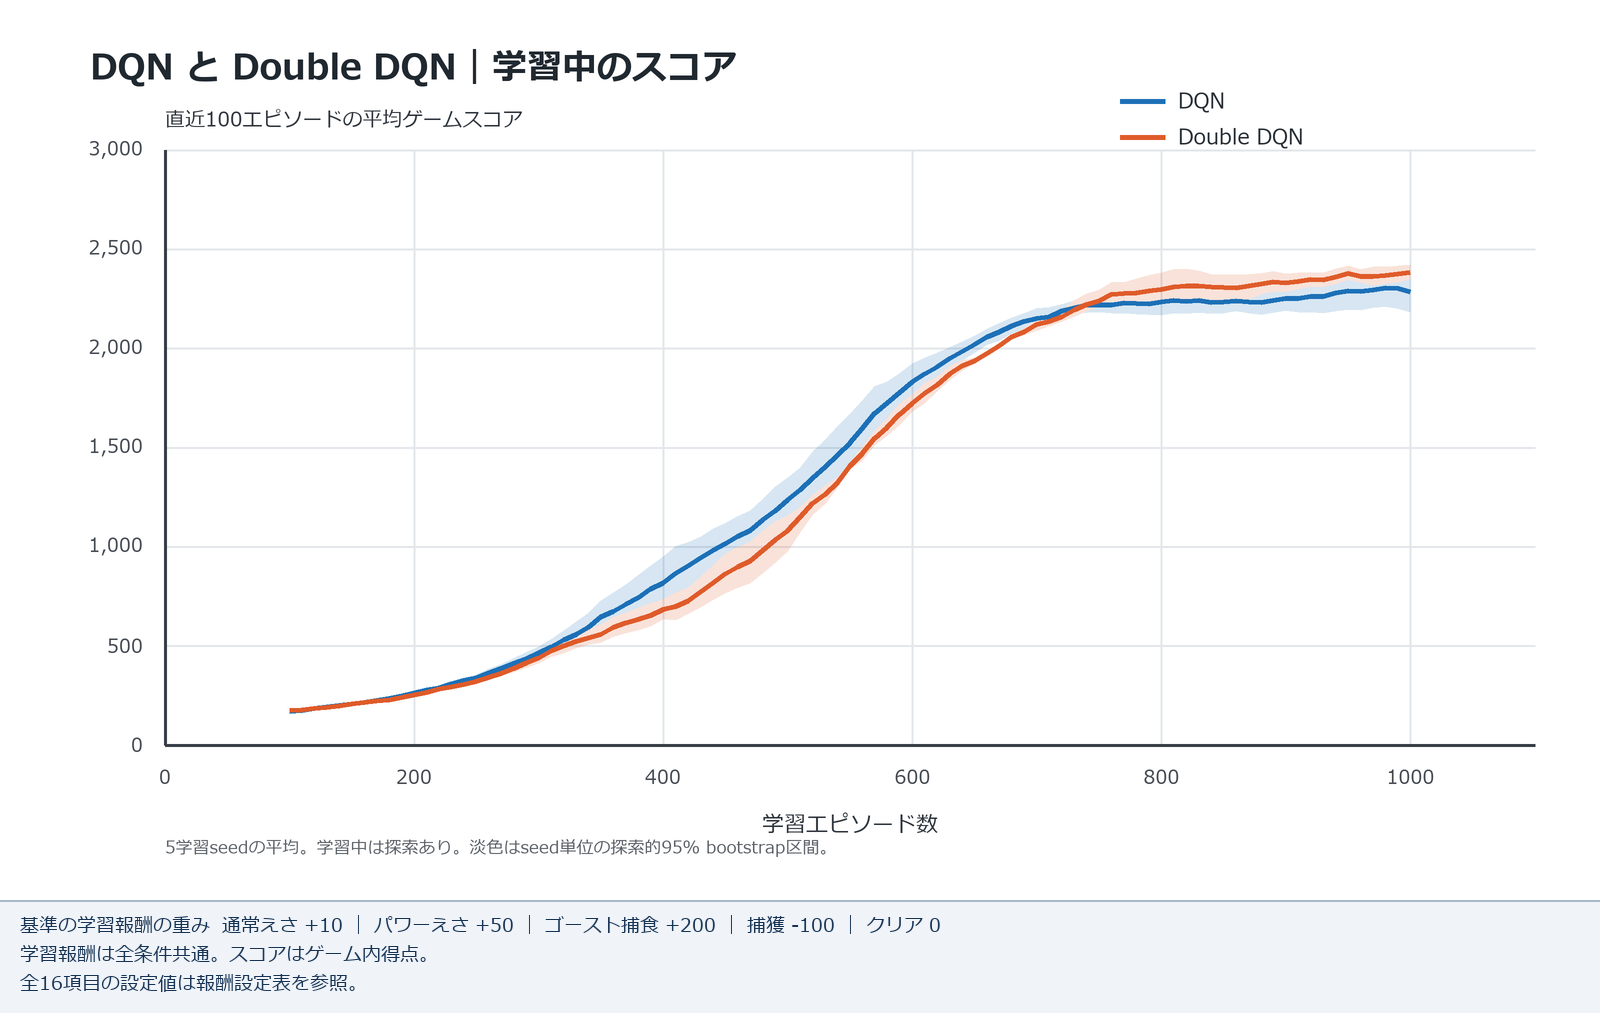 DQN と Double DQN｜学習中のスコア
直近100エピソードの平均ゲームスコア
DQN
Double DQN
3,000
2,500
2,000
1,500
1,000
500
0
0 200 400 600 800 1000
学習エピソード数
5学習seedの平均。学習中は探索あり。淡色はseed単位の探索的95% bootstrap区間。
基準の学習報酬の重み 通常えさ +10 ｜ パワーえさ +50 ｜ ゴースト捕食 +200 ｜ 捕獲 -100 ｜ クリア 0
学習報酬は全条件共通。スコアはゲーム内得点。
全16項目の設定値は報酬設定表を参照。